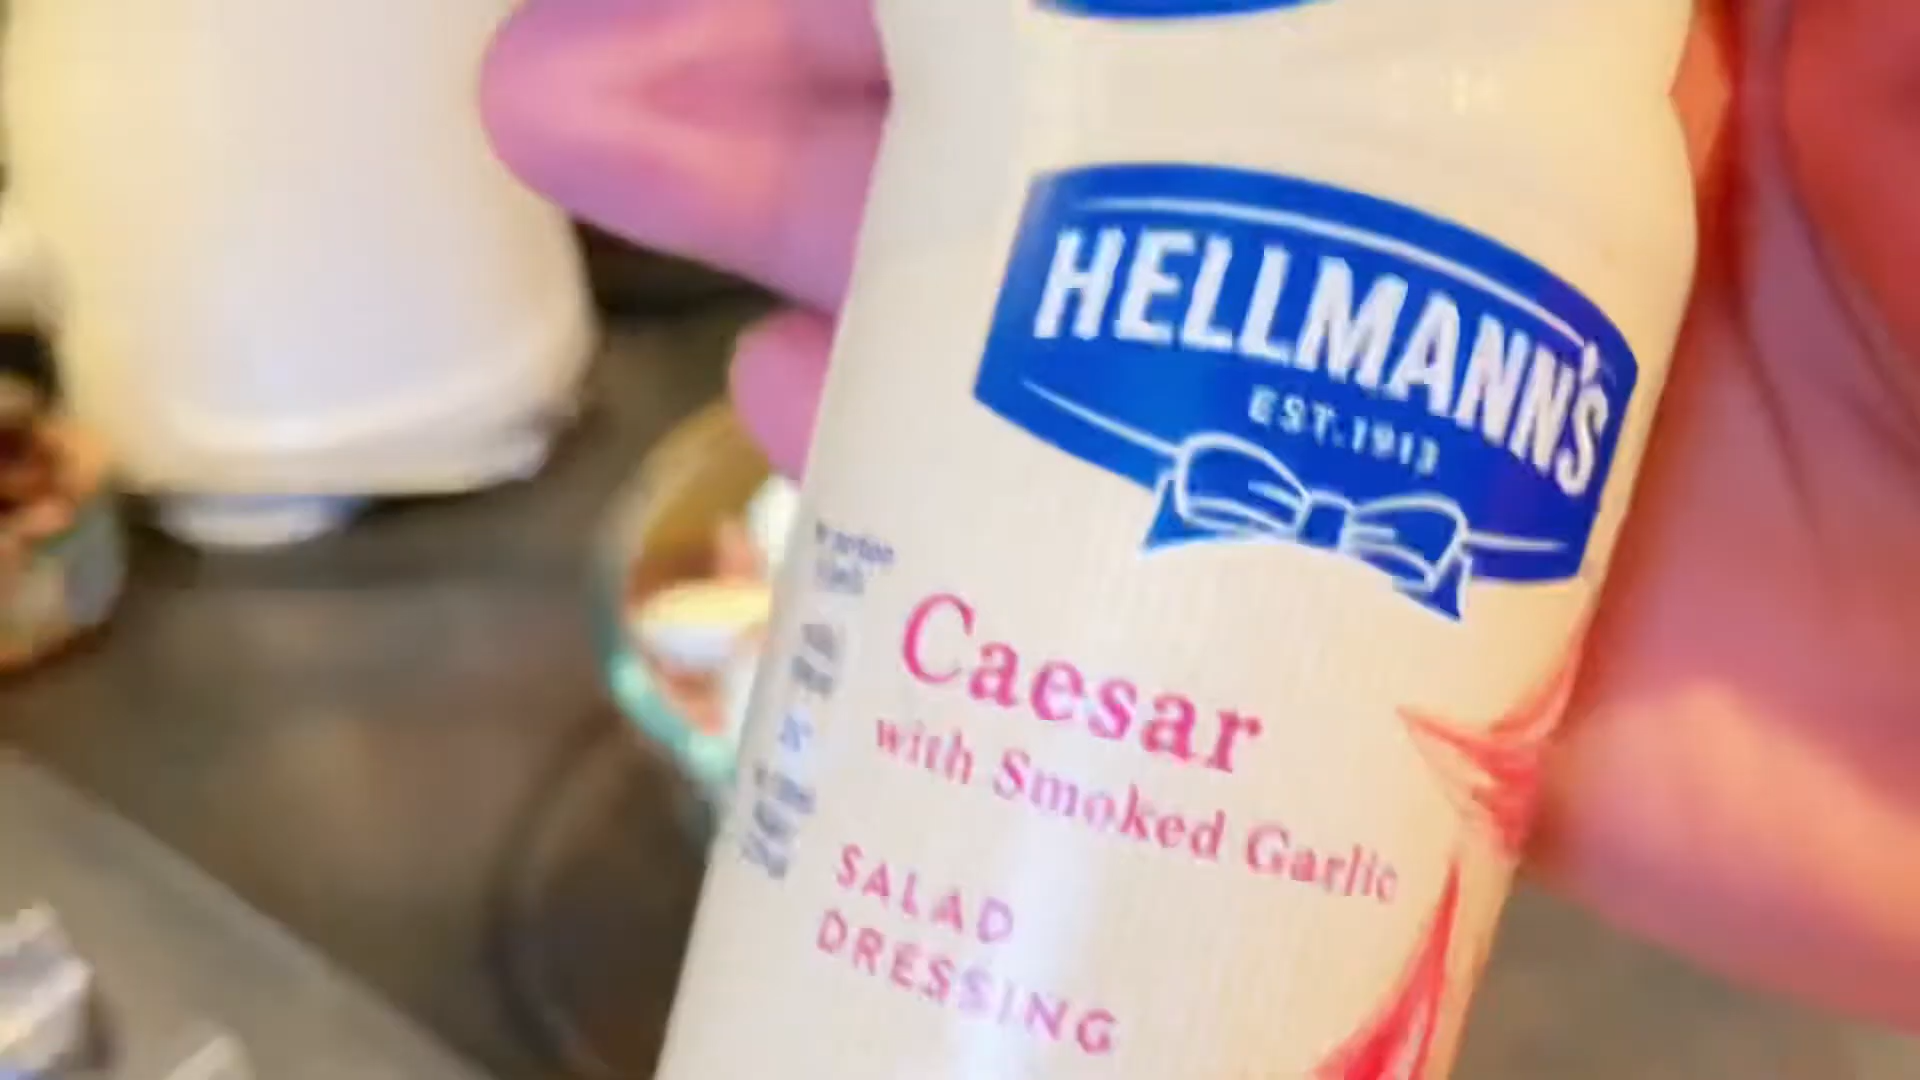 HELLMANN'S
EST. 1913
Caesar
with Smoked Garlic
SALAD
DRESSING